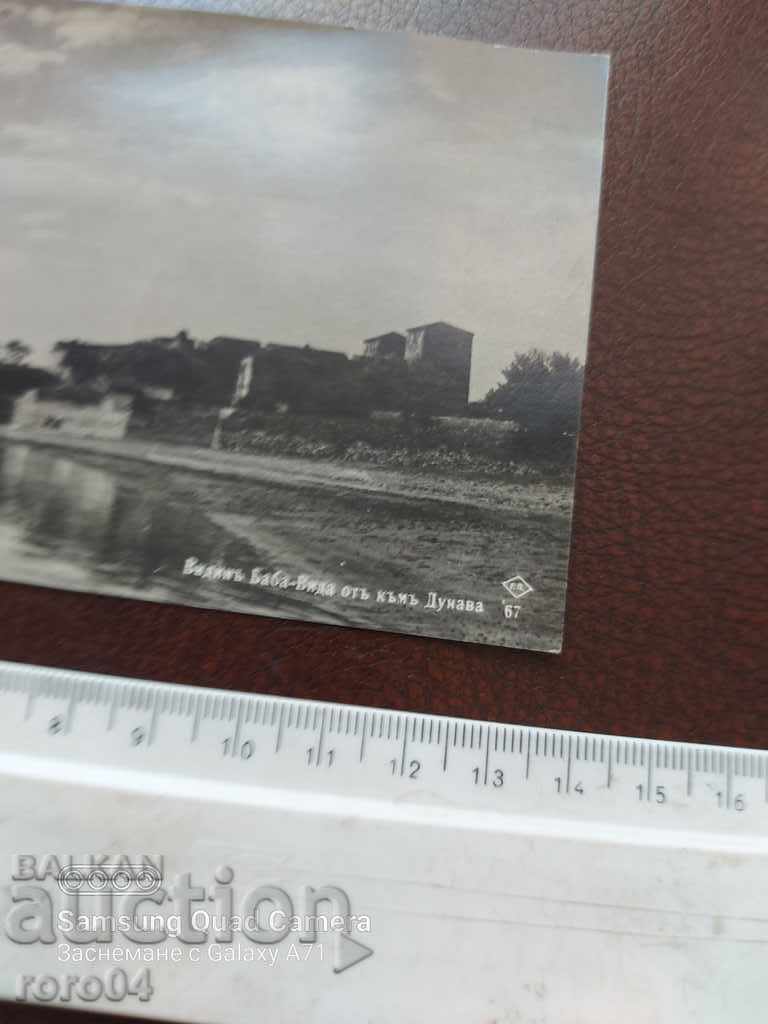 Видинъ Баба-Вида отъ къмъ Дунава
67
8 9 10 11 12 13 14 15 16
BALKAN
auction
Samsung Quad Camera
Заснемане с Galaxy A71
roro04